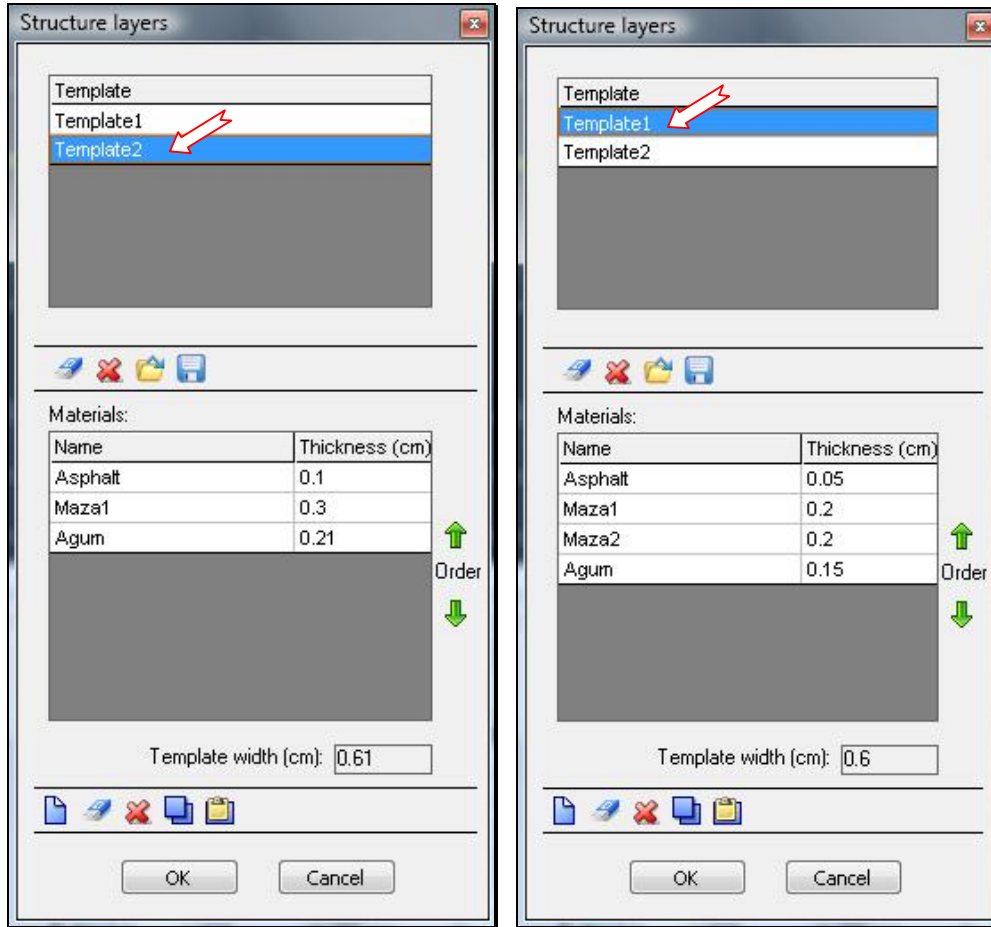 Structure layers
Template
Template1
Template2
Materials:
Name Thickness (cm)
Asphalt 0.1
Maza1 0.3
Agum 0.21
Order
Template width (cm): 0.61
OK Cancel
Structure layers
Template
Template1
Template2
Materials:
Name Thickness (cm)
Asphalt 0.05
Maza1 0.2
Maza2 0.2
Agum 0.15
Order
Template width (cm): 0.6
OK Cancel